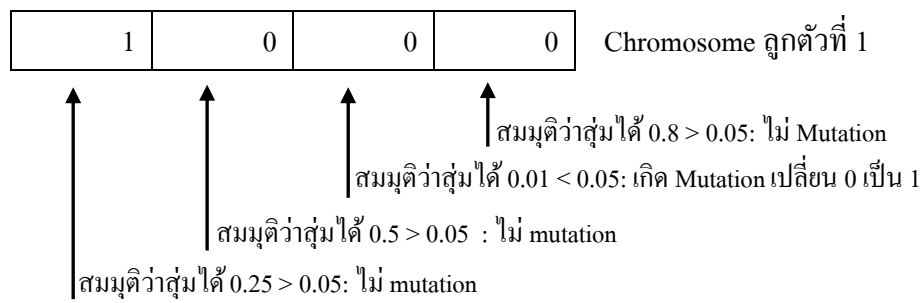 1 0 0 0 Chromosome ลูกตัวที่ 1
สมมุติว่าสุ่มได้ 0.8 > 0.05: ไม่ Mutation
สมมุติว่าสุ่มได้ 0.01 < 0.05: เกิด Mutation เปลี่ยน 0 เป็น 1
สมมุติว่าสุ่มได้ 0.5 > 0.05 : ไม่ mutation
สมมุติว่าสุ่มได้ 0.25 > 0.05: ไม่ mutation